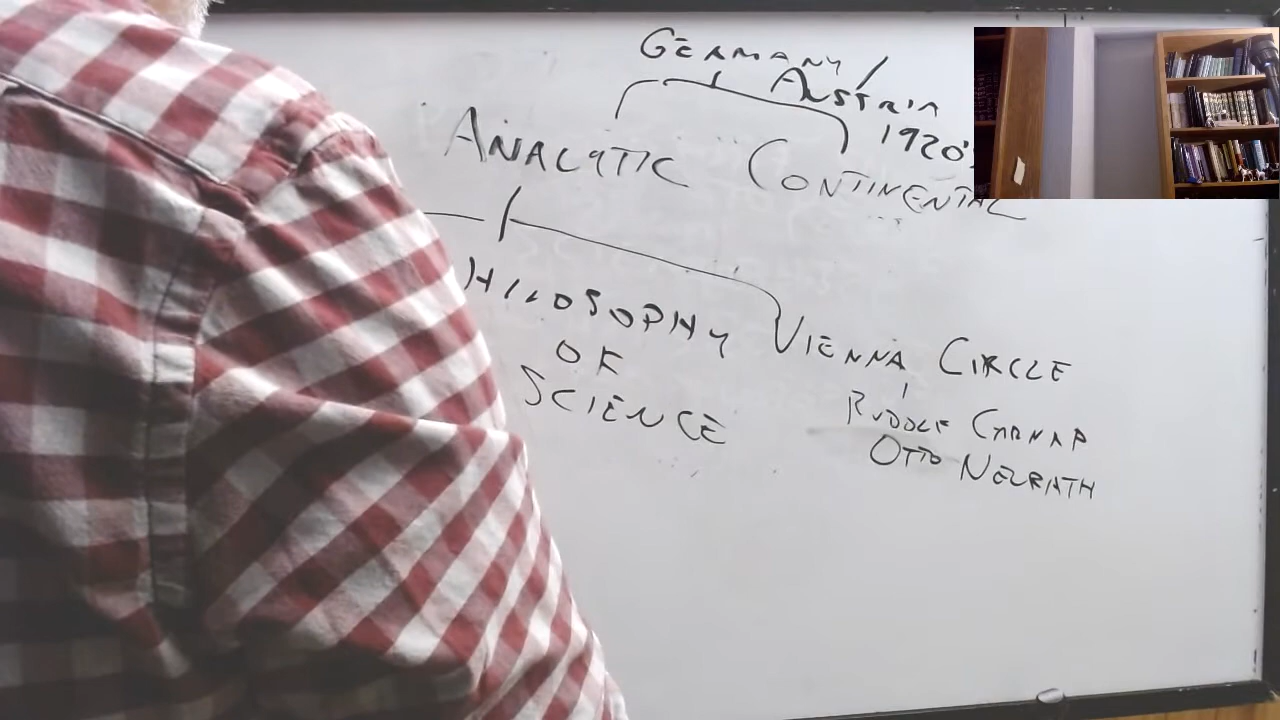 GERMANY/
AUSTRIA
1920's
ANALYTIC CONTINENTAL
HILOSOPHY VIENNA CIRCLE
OF
SCIENCE
RUDOLF CARNAP
OTTO NEURATH